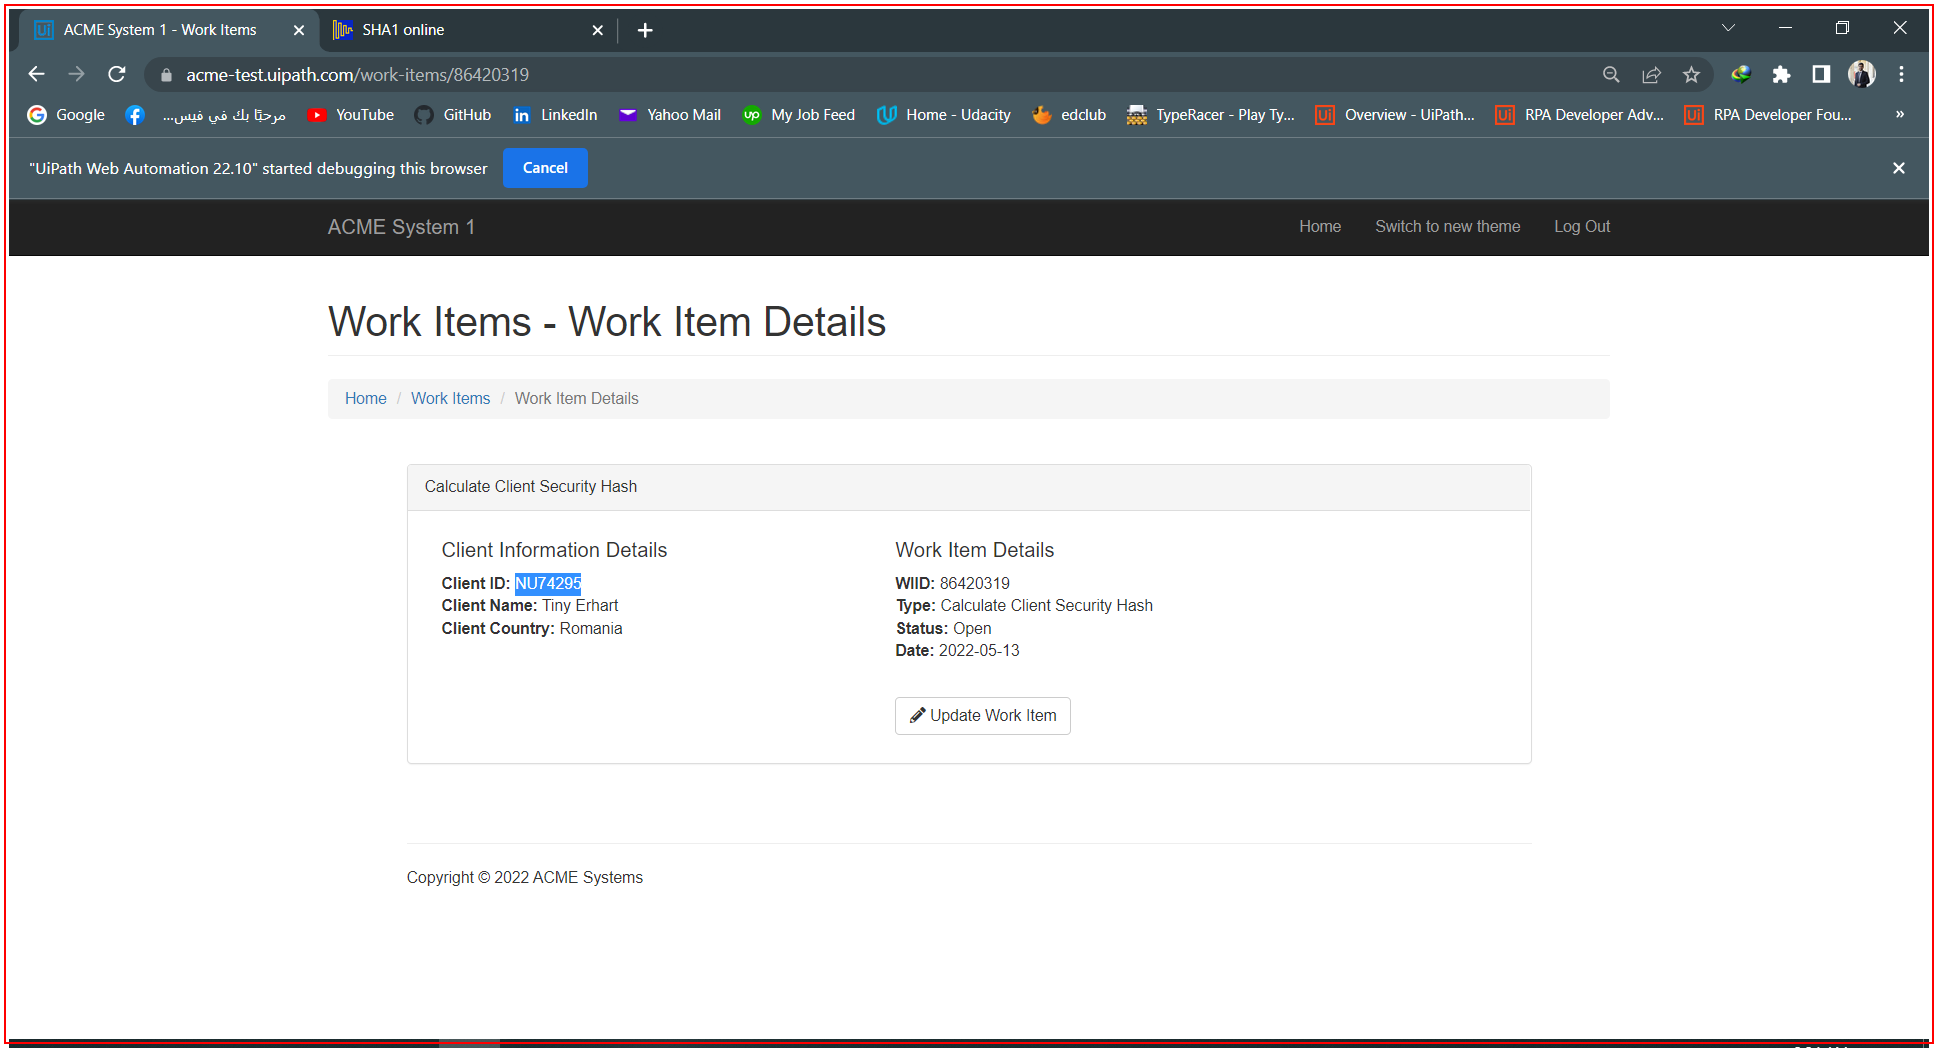 ACME System 1 - Work Items
SHA1 online
acme-test.uipath.com/work-items/86420319
Google
مرحبًا بك في فيس...
YouTube
GitHub
LinkedIn
Yahoo Mail
My Job Feed
Home - Udacity
edclub
TypeRacer - Play Ty...
Overview - UiPath...
RPA Developer Adv...
RPA Developer Fou...
»
"UiPath Web Automation 22.10" started debugging this browser
Cancel
ACME System 1
Home
Switch to new theme
Log Out
Work Items - Work Item Details
Home / Work Items / Work Item Details
Calculate Client Security Hash
Client Information Details
Client ID: NU74295
Client Name: Tiny Erhart
Client Country: Romania
Work Item Details
WIID: 86420319
Type: Calculate Client Security Hash
Status: Open
Date: 2022-05-13
Update Work Item
Copyright © 2022 ACME Systems